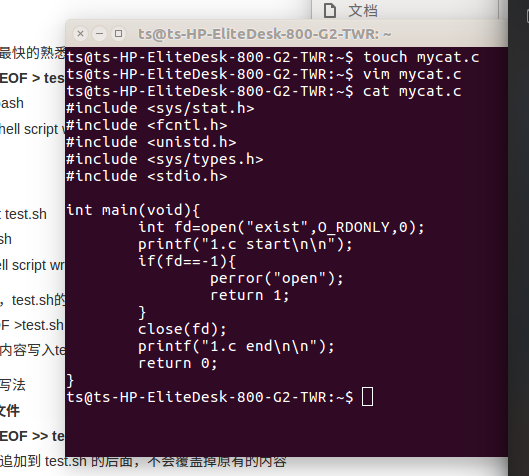 文档
ts@ts-HP-EliteDesk-800-G2-TWR: ~
ts@ts-HP-EliteDesk-800-G2-TWR:~$ touch mycat.c
ts@ts-HP-EliteDesk-800-G2-TWR:~$ vim mycat.c
ts@ts-HP-EliteDesk-800-G2-TWR:~$ cat mycat.c
#include <sys/stat.h>
#include <fcntl.h>
#include <unistd.h>
#include <sys/types.h>
#include <stdio.h>
int main(void){
int fd=open("exist",O_RDONLY,0);
printf("1.c start\n\n");
if(fd==-1){
perror("open");
return 1;
}
close(fd);
printf("1.c end\n\n");
return 0;
}
ts@ts-HP-EliteDesk-800-G2-TWR:~$
最快的熟悉
EOF > tes
ash
hell script w
test.sh
sh
ell script wr
，test.sh的
OF >test.sh
内容写入te
写法
文件
EOF >> te
追加到 test.sh 的后面，不会覆盖掉原有的内容